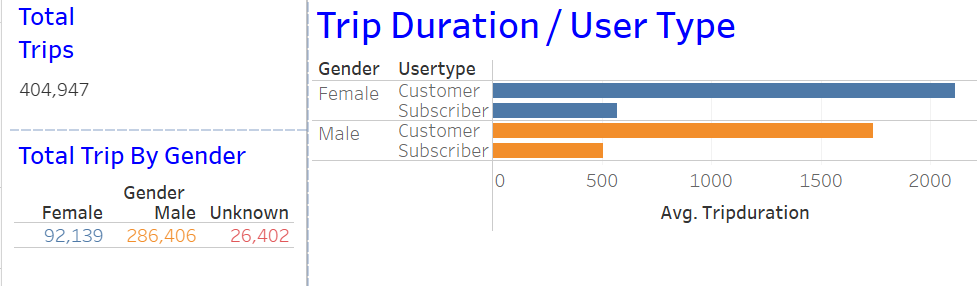 Total
Trips
404,947
Total Trip By Gender
Gender
Female Male Unknown
92,139 286,406 26,402
Trip Duration / User Type
Gender Usertype
Female Customer
Subscriber
Male Customer
Subscriber
0 500 1000 1500 2000
Avg. Tripduration